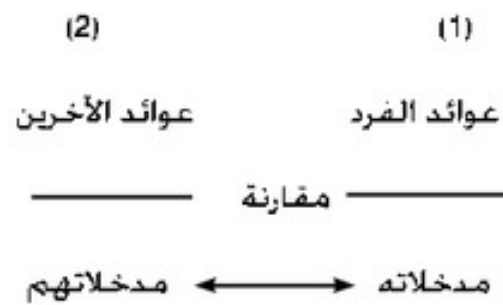 (1) (2)
عوائد الفرد عوائد الآخرين
مقارنة
مدخلاته مدخلاتهم